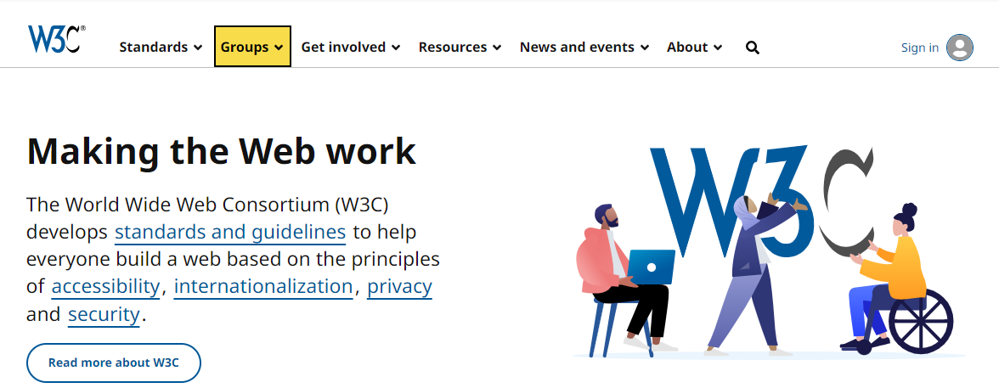 W3C®
Standards Groups Get involved Resources News and events About Sign in
Making the Web work
The World Wide Web Consortium (W3C)
develops standards and guidelines to help
everyone build a web based on the principles
of accessibility, internationalization, privacy
and security.
Read more about W3C
W3C